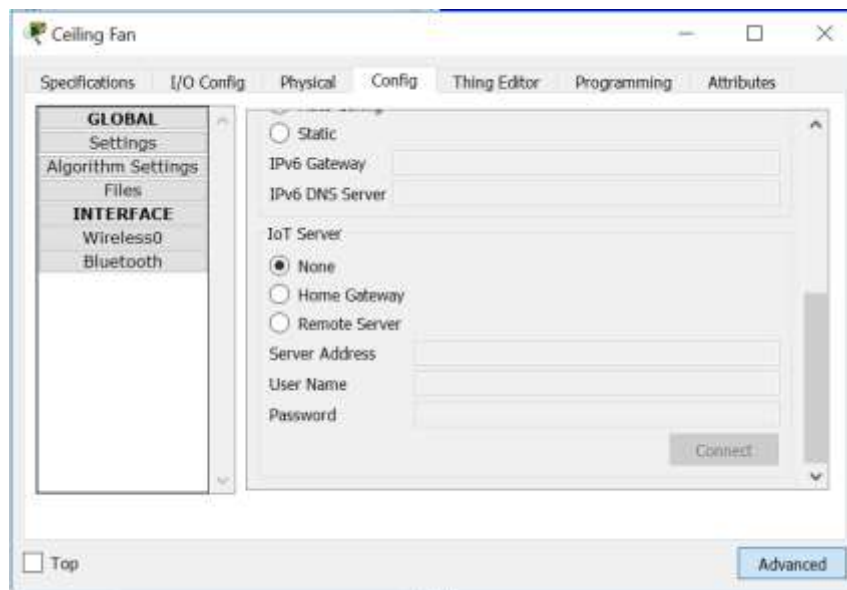 Ceiling Fan
Specifications I/O Config Physical Config Thing Editor Programming Attributes
GLOBAL
Settings
Algorithm Settings
Files
INTERFACE
Wireless0
Bluetooth
Static
IPv6 Gateway
IPv6 DNS Server
IoT Server
None
Home Gateway
Remote Server
Server Address
User Name
Password
Connect
Top
Advanced